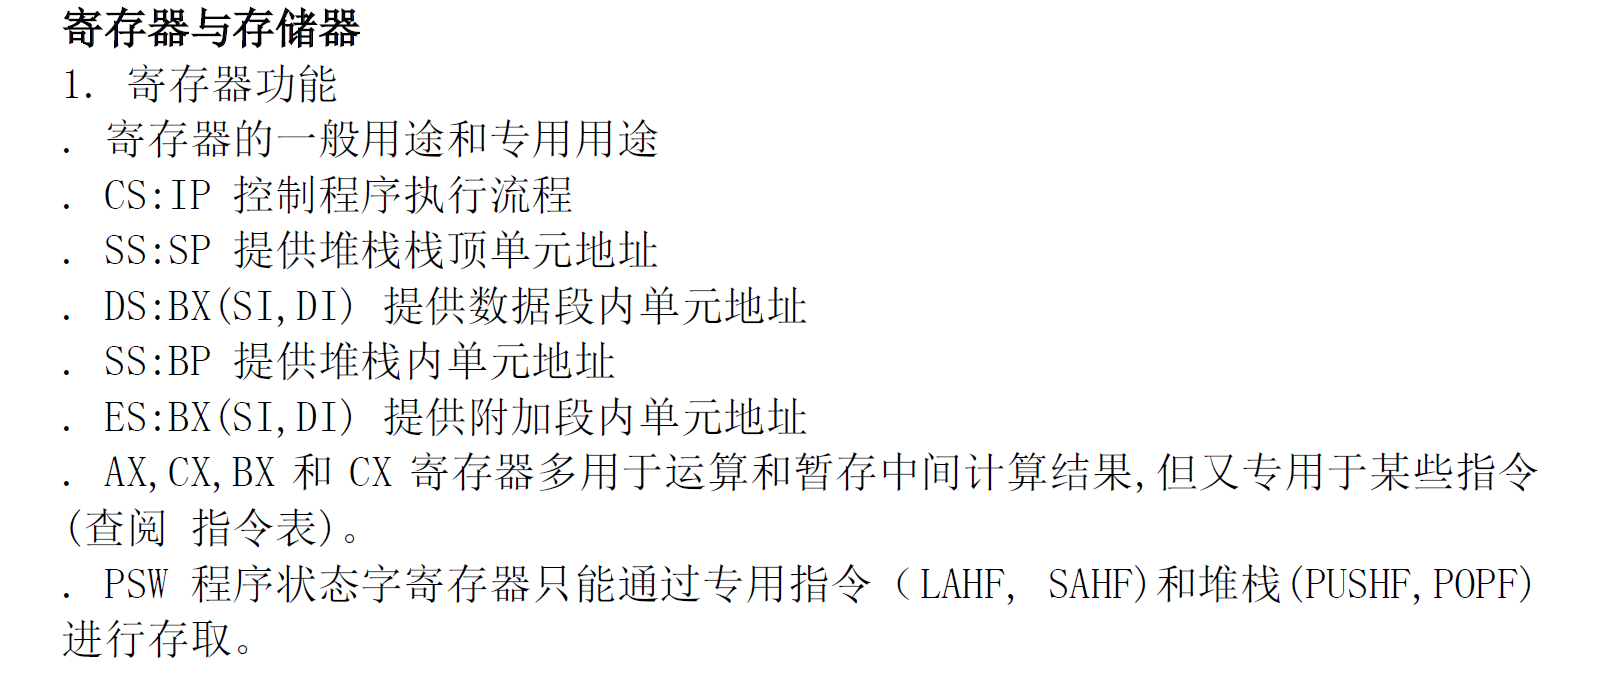 寄存器与存储器
1. 寄存器功能
. 寄存器的一般用途和专用用途
. CS:IP 控制程序执行流程
. SS:SP 提供堆栈栈顶单元地址
. DS:BX(SI,DI) 提供数据段内单元地址
. SS:BP 提供堆栈内单元地址
. ES:BX(SI,DI) 提供附加段内单元地址
. AX,CX,BX 和 CX 寄存器多用于运算和暂存中间计算结果,但又专用于某些指令
(查阅 指令表)。
. PSW 程序状态字寄存器只能通过专用指令（LAHF, SAHF)和堆栈(PUSHF,POPF)
进行存取。